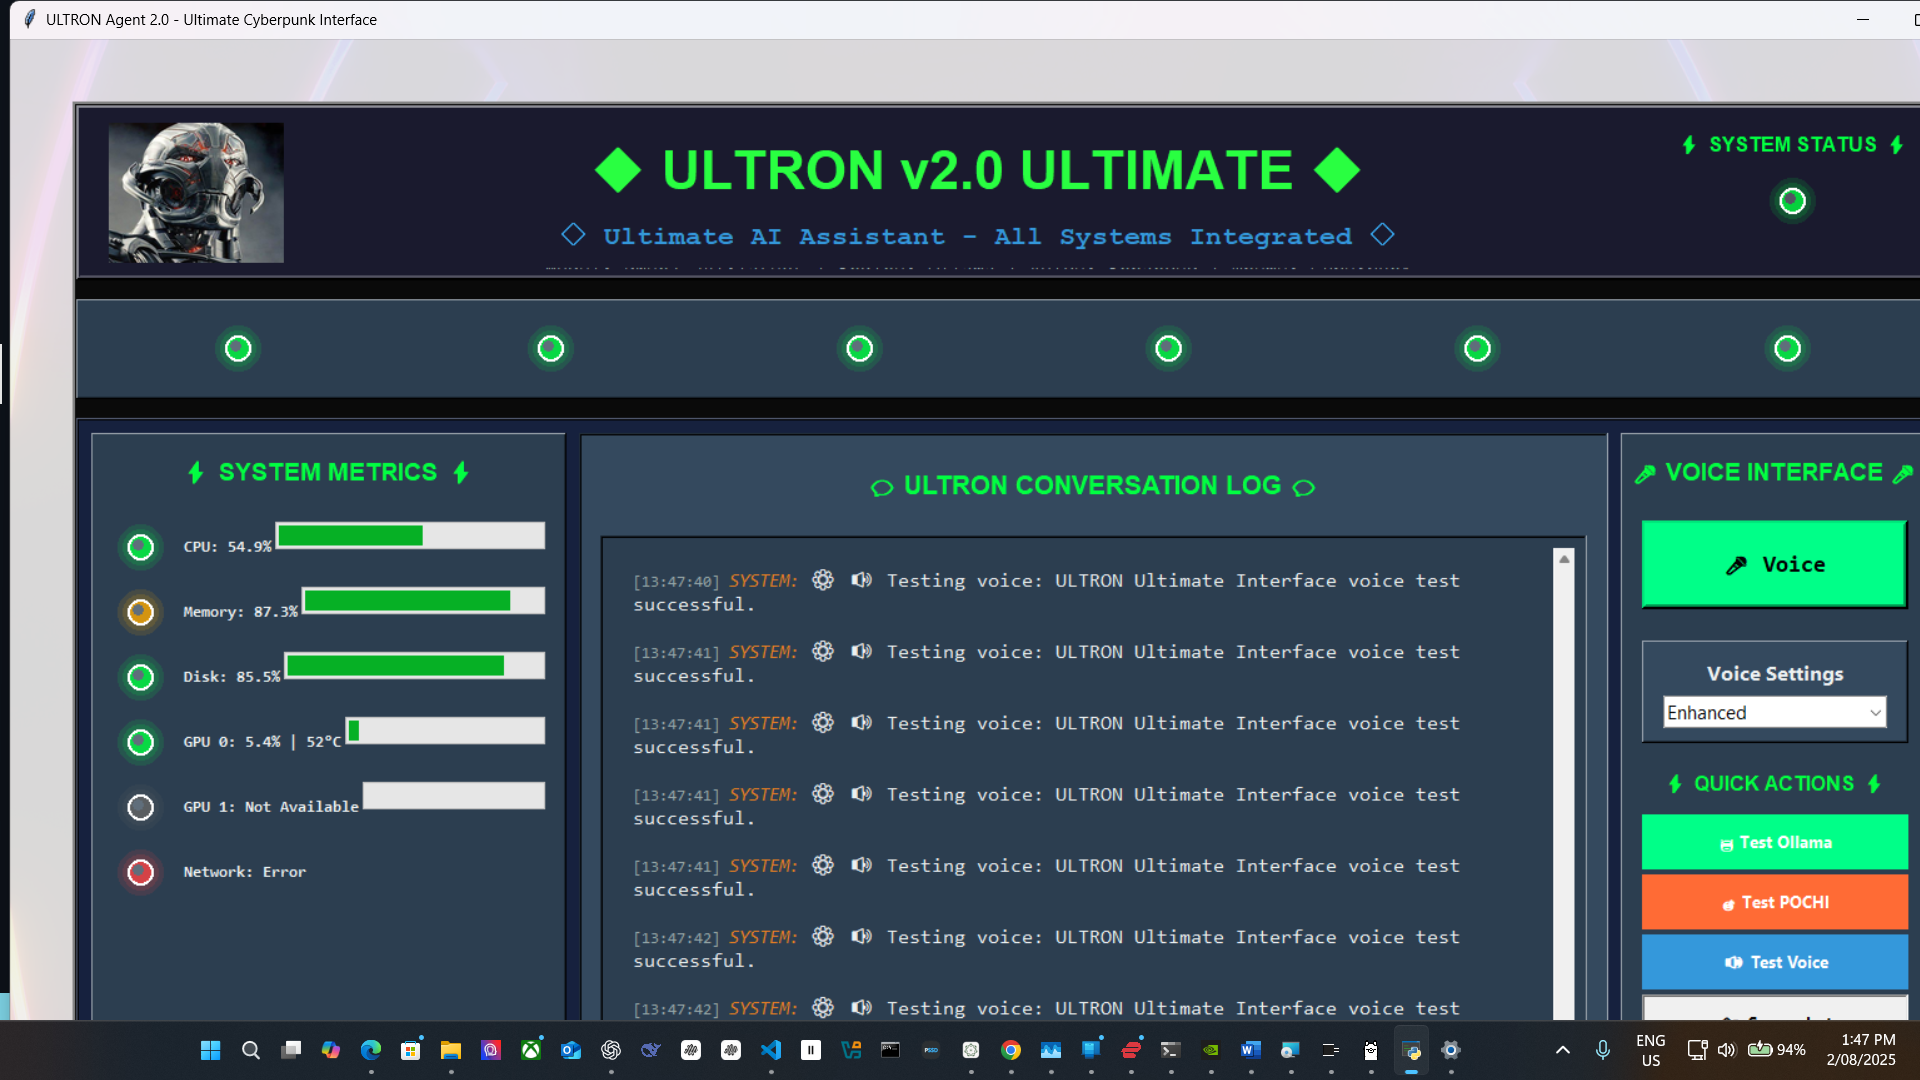 ULTRON Agent 2.0 - Ultimate Cyberpunk Interface
◆ ULTRON v2.0 ULTIMATE ◆
◇ Ultimate AI Assistant - All Systems Integrated ◇
⚡ SYSTEM STATUS ⚡
⚡ SYSTEM METRICS ⚡
CPU: 54.9%
Memory: 87.3%
Disk: 85.5%
GPU 0: 5.4% | 52°C
GPU 1: Not Available
Network: Error
ULTRON CONVERSATION LOG
[13:47:40] SYSTEM: ⚙ 🔊 Testing voice: ULTRON Ultimate Interface voice test
successful.
[13:47:41] SYSTEM: ⚙ 🔊 Testing voice: ULTRON Ultimate Interface voice test
successful.
[13:47:41] SYSTEM: ⚙ 🔊 Testing voice: ULTRON Ultimate Interface voice test
successful.
[13:47:41] SYSTEM: ⚙ 🔊 Testing voice: ULTRON Ultimate Interface voice test
successful.
[13:47:41] SYSTEM: ⚙ 🔊 Testing voice: ULTRON Ultimate Interface voice test
successful.
[13:47:42] SYSTEM: ⚙ 🔊 Testing voice: ULTRON Ultimate Interface voice test
successful.
[13:47:42] SYSTEM: ⚙ 🔊 Testing voice: ULTRON Ultimate Interface voice test
🎤 VOICE INTERFACE 🎤
🎤 Voice
Voice Settings
Enhanced
⚡ QUICK ACTIONS ⚡
Test Ollama
Test POCHI
🔊 Test Voice
ENG
US
94%
1:47 PM
2/08/2025